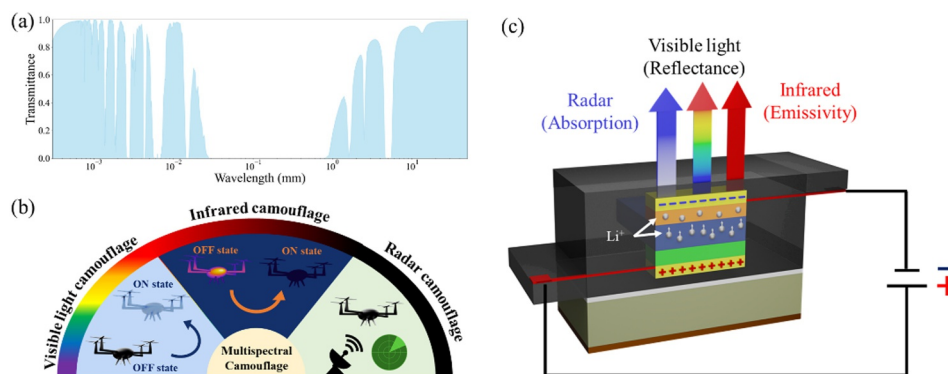 (a)
1.0
0.8
0.6
0.4
0.2
0.0
Transmittance
10⁻³
10⁻²
10⁻¹
10⁰
10¹
Wavelength (mm)
(b)
Visible light camouflage
Infrared camouflage
Radar camouflage
ON state
OFF state
OFF state
ON state
Multispectral
Camouflage
(c)
Visible light
(Reflectance)
Radar
(Absorption)
Infrared
(Emissivity)
Li⁺